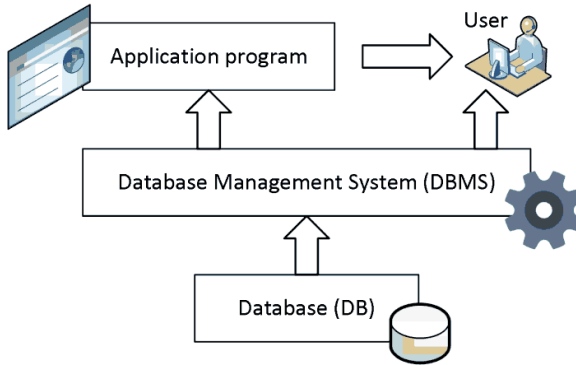 User
Application program
Database Management System (DBMS)
Database (DB)